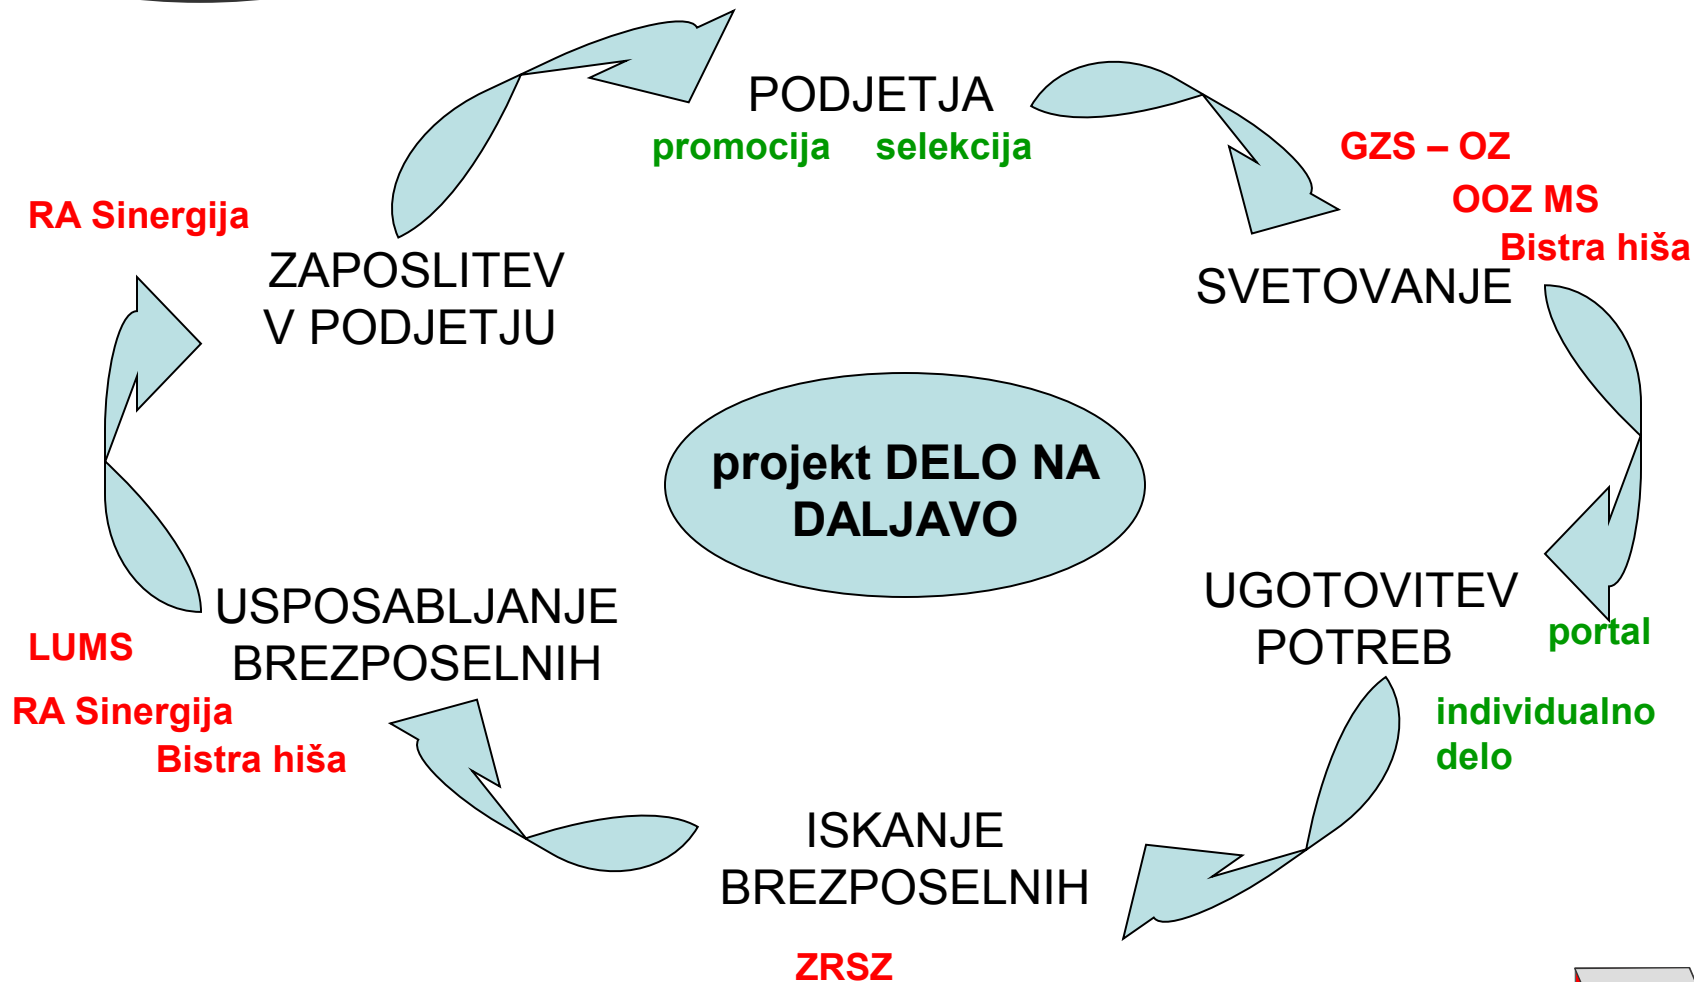 PODJETJA
promocija selekcija
GZS – OZ
OOZ MS
Bistra hiša
SVETOVANJE
RA Sinergija
ZAPOSLITEV
V PODJETJU
projekt DELO NA
DALJAVO
UGOTOVITEV
POTREB
portal
individualno
delo
USPOSABLJANJE
BREZPOSELNIH
LUMS
RA Sinergija
Bistra hiša
ISKANJE
BREZPOSELNIH
ZRSZ